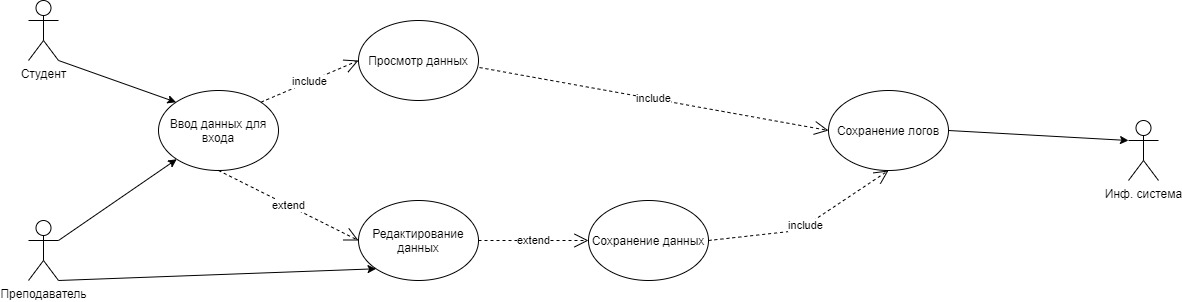 Студент
Просмотр данных
include
Ввод данных для
входа
include
Сохранение логов
Инф. система
extend
Редактирование
данных
extend
Сохранение данных
include
Преподаватель